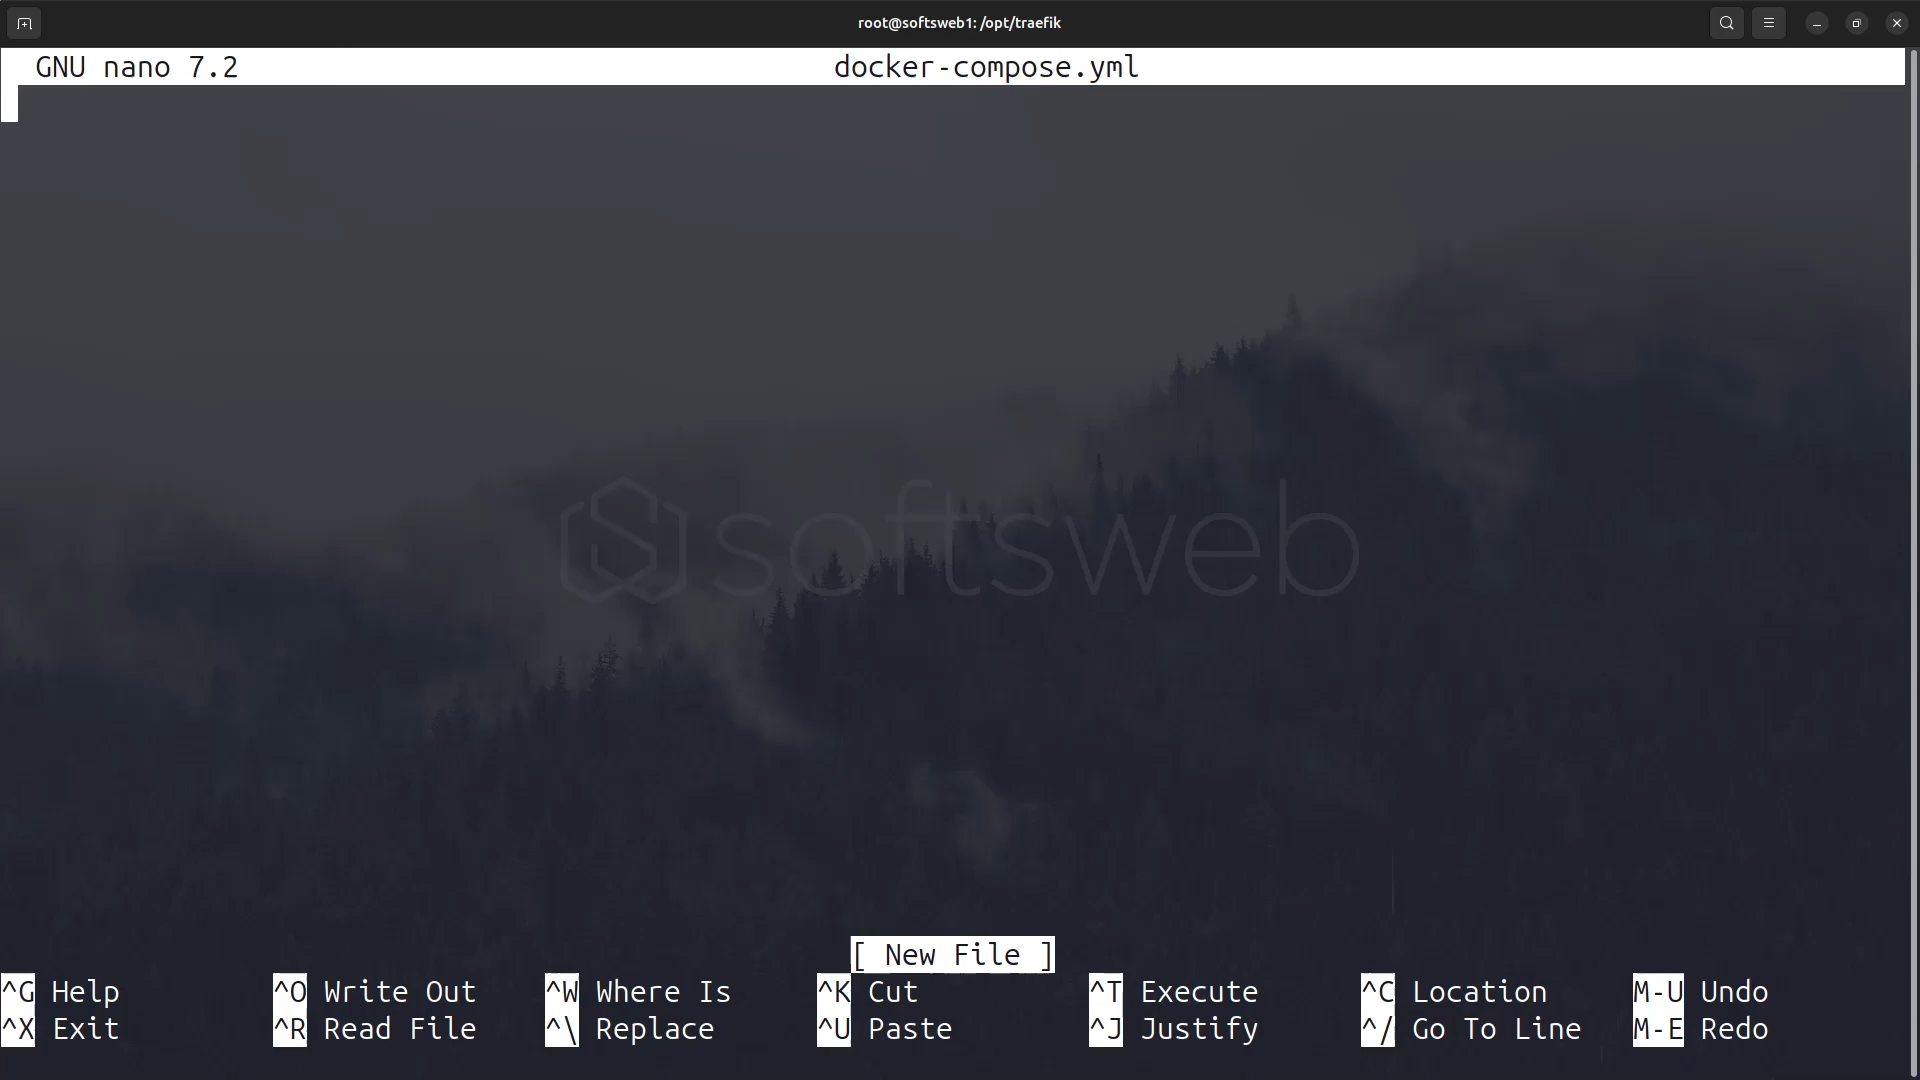 root@softsweb1: /opt/traefik
GNU nano 7.2 docker-compose.yml
softsweb
[ New File ]
^G Help ^O Write Out ^W Where Is ^K Cut ^T Execute ^C Location M-U Undo
^X Exit ^R Read File ^\ Replace ^U Paste ^J Justify ^/ Go To Line M-E Redo